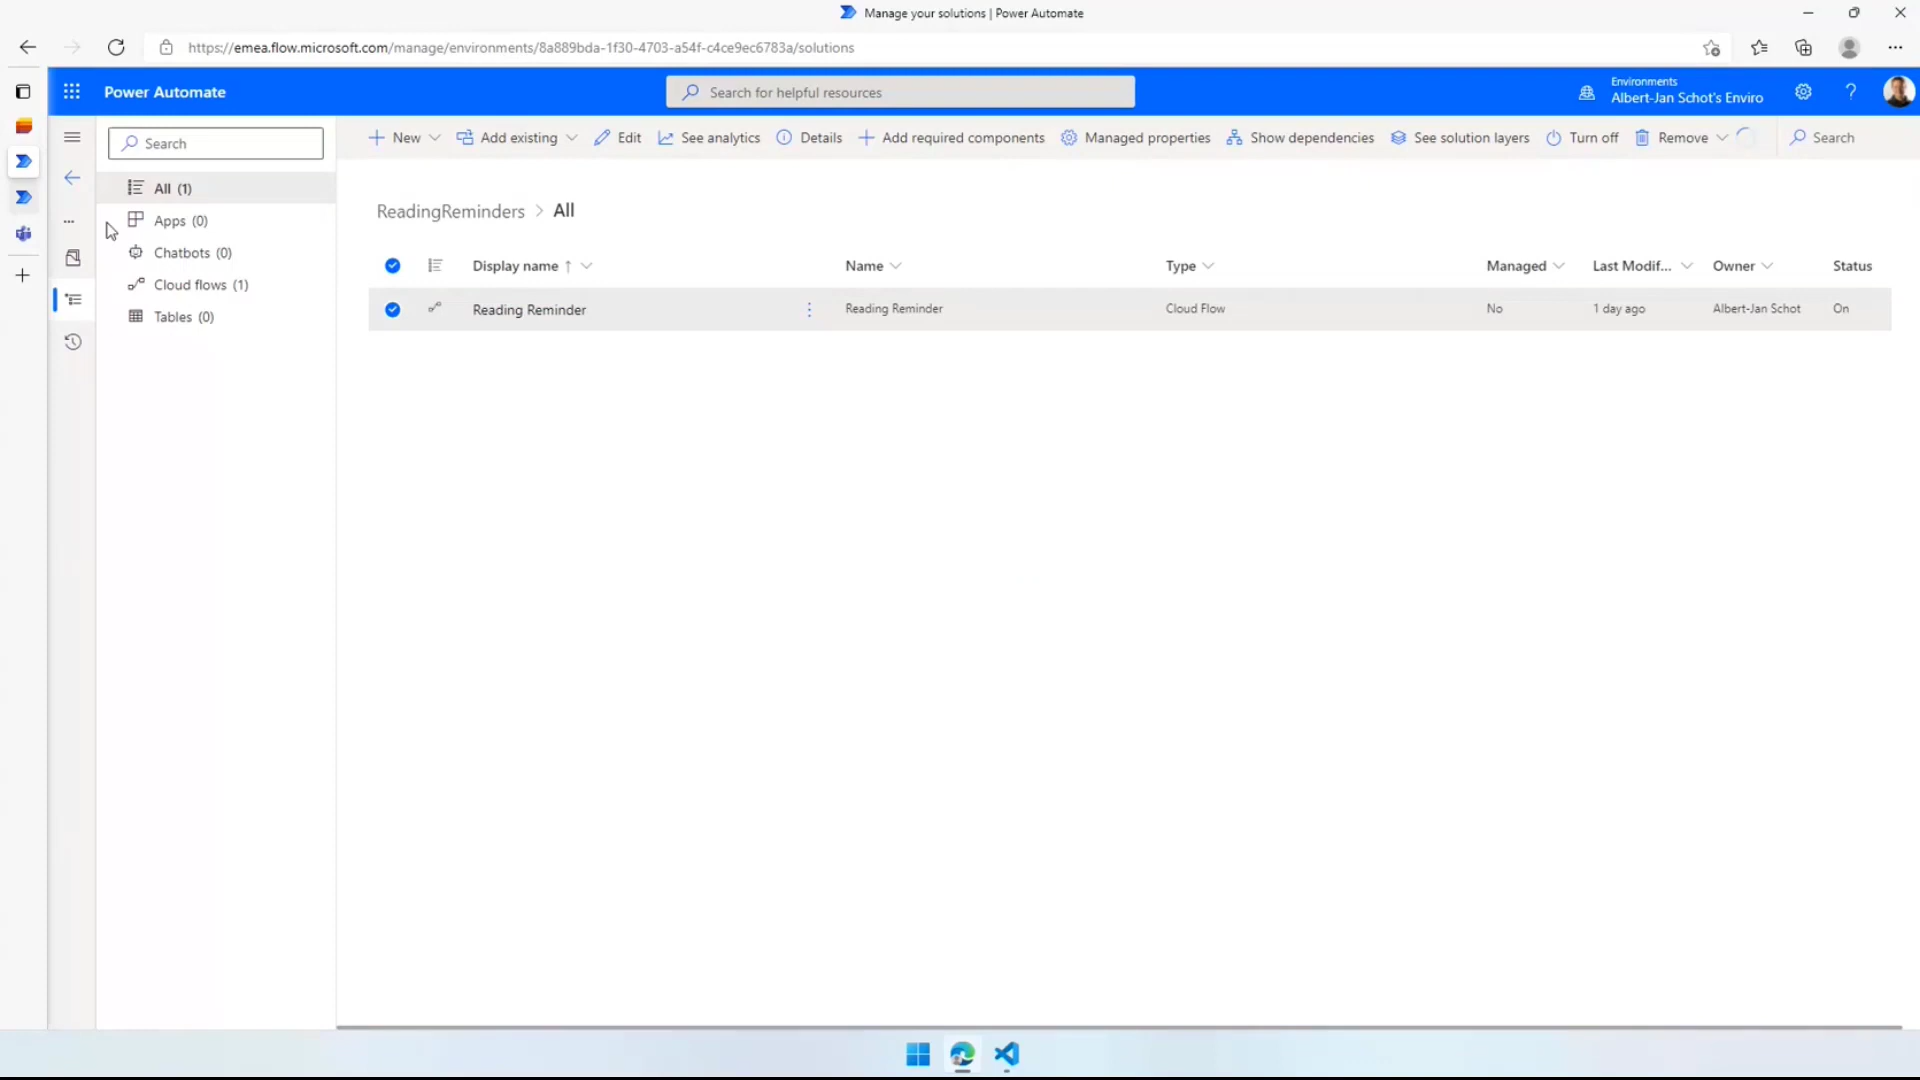 Manage your solutions | Power Automate
https://emea.flow.microsoft.com/manage/environments/8a889bda-1f30-4703-a54f-c4ce9ec6783a/solutions
Power Automate
Search for helpful resources
Environments
Albert-Jan Schot's Enviro
Search
New
Add existing
Edit
See analytics
Details
Add required components
Managed properties
Show dependencies
See solution layers
Turn off
Remove
Search
All (1)
Apps (0)
Chatbots (0)
Cloud flows (1)
Tables (0)
ReadingReminders > All
Display name ↑ Name Type Managed Last Modif... Owner Status
Reading Reminder Reading Reminder Cloud Flow No 1 day ago Albert-Jan Schot On